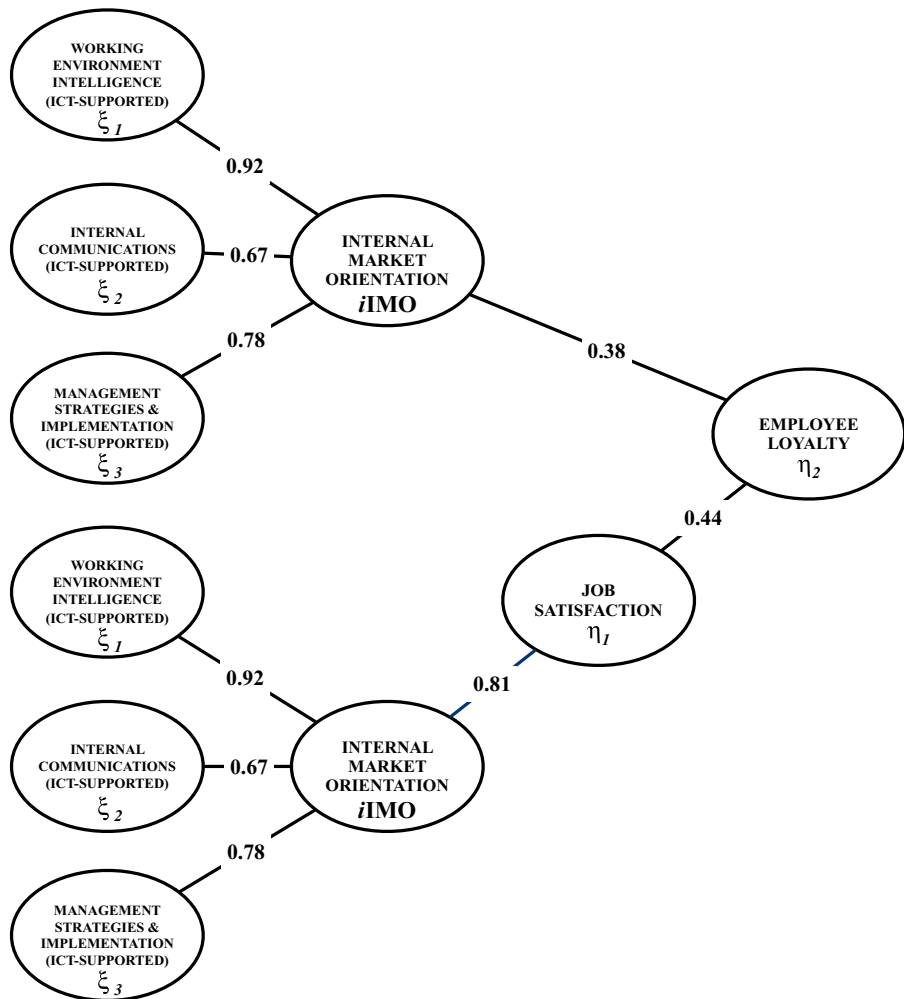 WORKING
ENVIRONMENT
INTELLIGENCE
(ICT-SUPPORTED)
ξ1
0.92
INTERNAL
COMMUNICATIONS
(ICT-SUPPORTED)
ξ2
0.67
INTERNAL
MARKET
ORIENTATION
iIMO
0.78
MANAGEMENT
STRATEGIES &
IMPLEMENTATION
(ICT-SUPPORTED)
ξ3
0.38
EMPLOYEE
LOYALTY
η2
0.44
JOB
SATISFACTION
η1
0.81
WORKING
ENVIRONMENT
INTELLIGENCE
(ICT-SUPPORTED)
ξ1
0.92
INTERNAL
COMMUNICATIONS
(ICT-SUPPORTED)
ξ2
0.67
INTERNAL
MARKET
ORIENTATION
iIMO
0.78
MANAGEMENT
STRATEGIES &
IMPLEMENTATION
(ICT-SUPPORTED)
ξ3